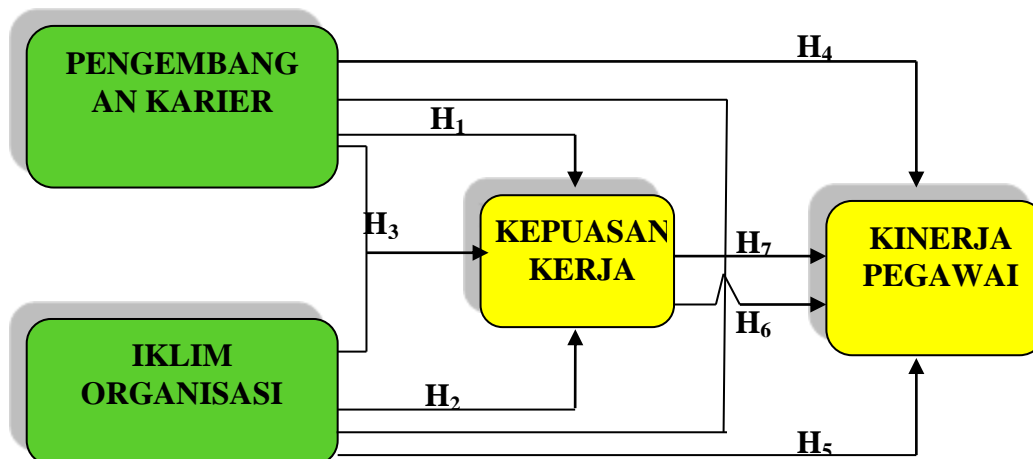 PENGEMBANG
AN KARIER
H₄
H₁
H₃
KEPUASAN
KERJA
H₇
H₆
KINERJA
PEGAWAI
IKLIM
ORGANISASI
H₂
H₅